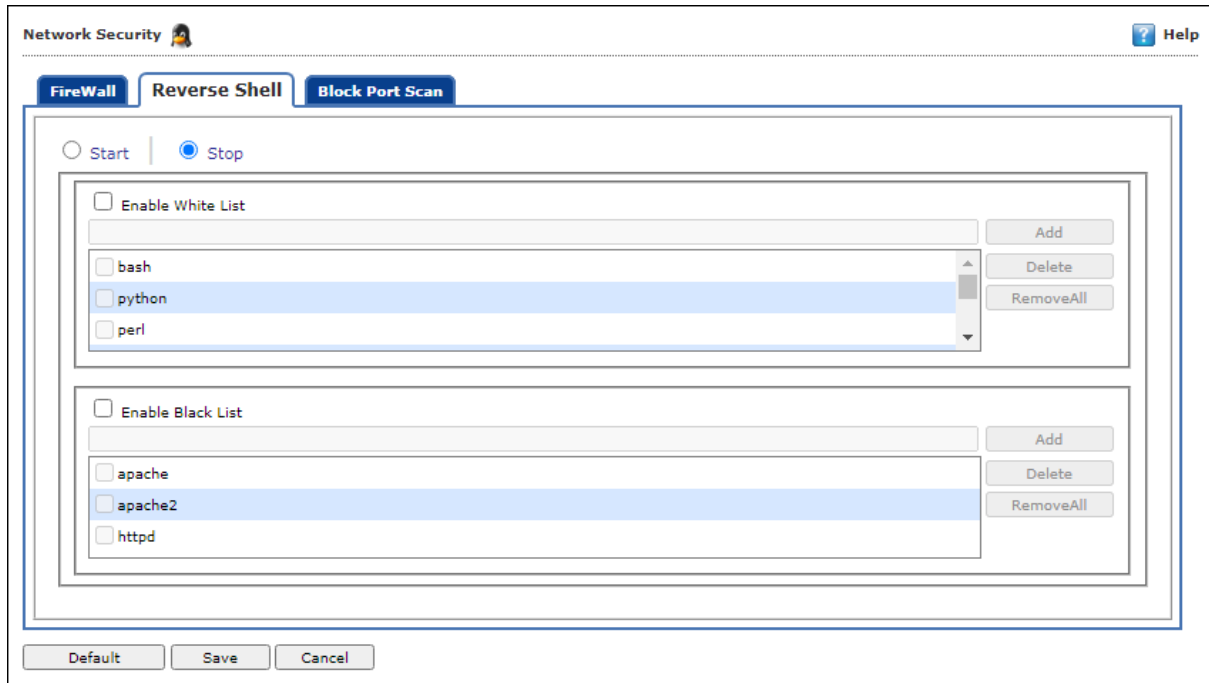 Network Security
? Help
FireWall
Reverse Shell
Block Port Scan
Start
Stop
Enable White List
Add
bash
Delete
python
RemoveAll
perl
Enable Black List
Add
apache
Delete
apache2
RemoveAll
httpd
Default
Save
Cancel